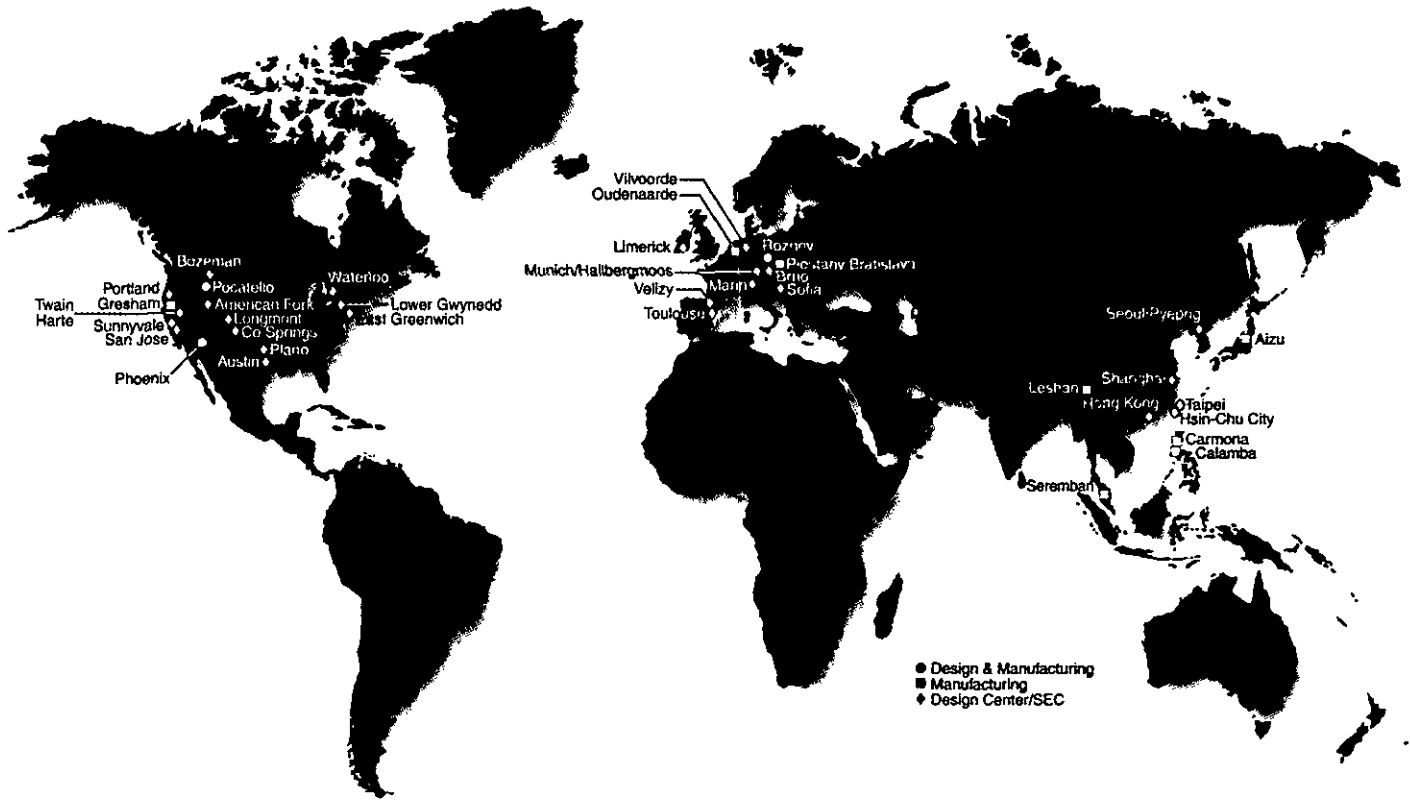 Vilvoorde
Oudenaarde
Limerick
Roznov
Piestany Bratislava
Munich/Hallbergmoos
Brno
Marin
Sofia
Velizy
Toulouse
Bozeman
Waterloo
Portland
Pocatello
Gresham
American Fork
Lower Gwynedd
Twain
Harte
Longmont
East Greenwich
Sunnyvale
Co Springs
San Jose
Plano
Austin
Phoenix
Seoul-Pyeong
Aizu
Shanghai
Leshan
Hong Kong
Taipei
Hsin-Chu City
Carmona
Calamba
Seremban
Design & Manufacturing
Manufacturing
Design Center/SEC